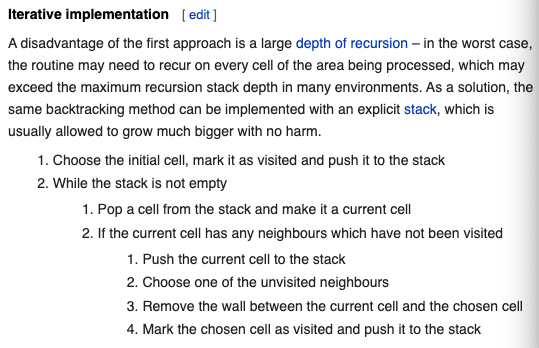 Iterative implementation [ edit ]
A disadvantage of the first approach is a large depth of recursion – in the worst case,
the routine may need to recur on every cell of the area being processed, which may
exceed the maximum recursion stack depth in many environments. As a solution, the
same backtracking method can be implemented with an explicit stack, which is
usually allowed to grow much bigger with no harm.
1. Choose the initial cell, mark it as visited and push it to the stack
2. While the stack is not empty
1. Pop a cell from the stack and make it a current cell
2. If the current cell has any neighbours which have not been visited
1. Push the current cell to the stack
2. Choose one of the unvisited neighbours
3. Remove the wall between the current cell and the chosen cell
4. Mark the chosen cell as visited and push it to the stack